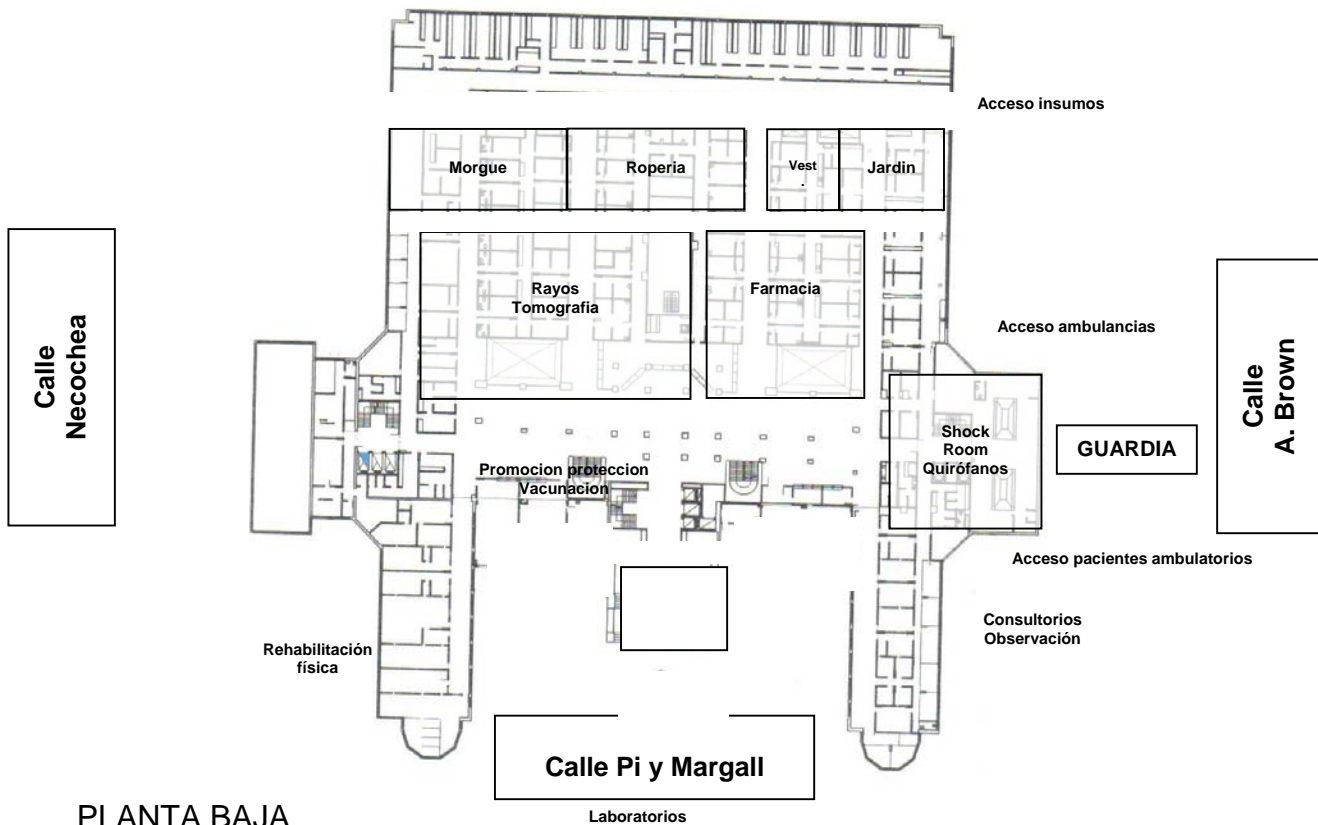 Acceso insumos
Morgue
Roperia
Vest
.
Jardin
Calle
Necochea
Rayos
Tomografia
Farmacia
Acceso ambulancias
Calle
A. Brown
Shock
Room
Quirófanos
GUARDIA
Promocion proteccion
Vacunacion
Acceso pacientes ambulatorios
Consultorios
Observación
Rehabilitación
física
Calle Pi y Margall
PLANTA BAJA
Laboratorios